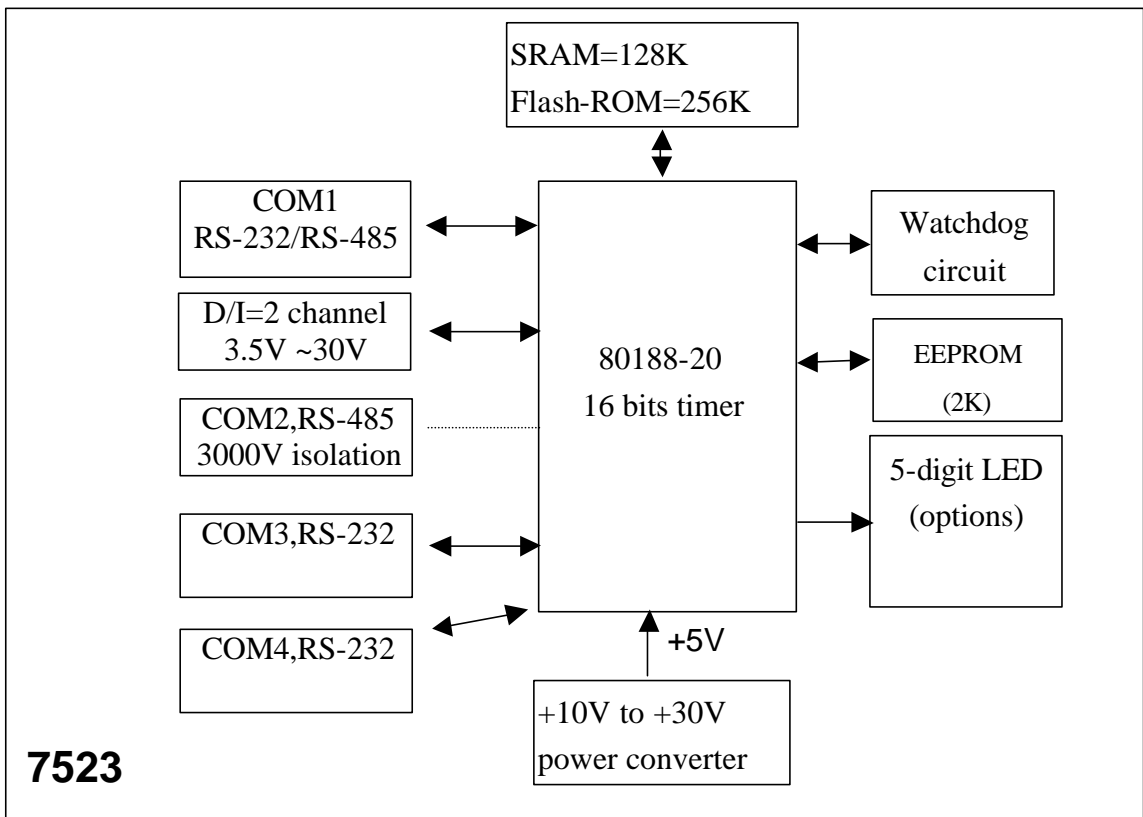 SRAM=128K
Flash-ROM=256K
COM1
RS-232/RS-485
D/I=2 channel
3.5V ~30V
COM2,RS-485
3000V isolation
COM3,RS-232
COM4,RS-232
80188-20
16 bits timer
Watchdog
circuit
EEPROM
(2K)
5-digit LED
(options)
+5V
+10V to +30V
power converter
7523